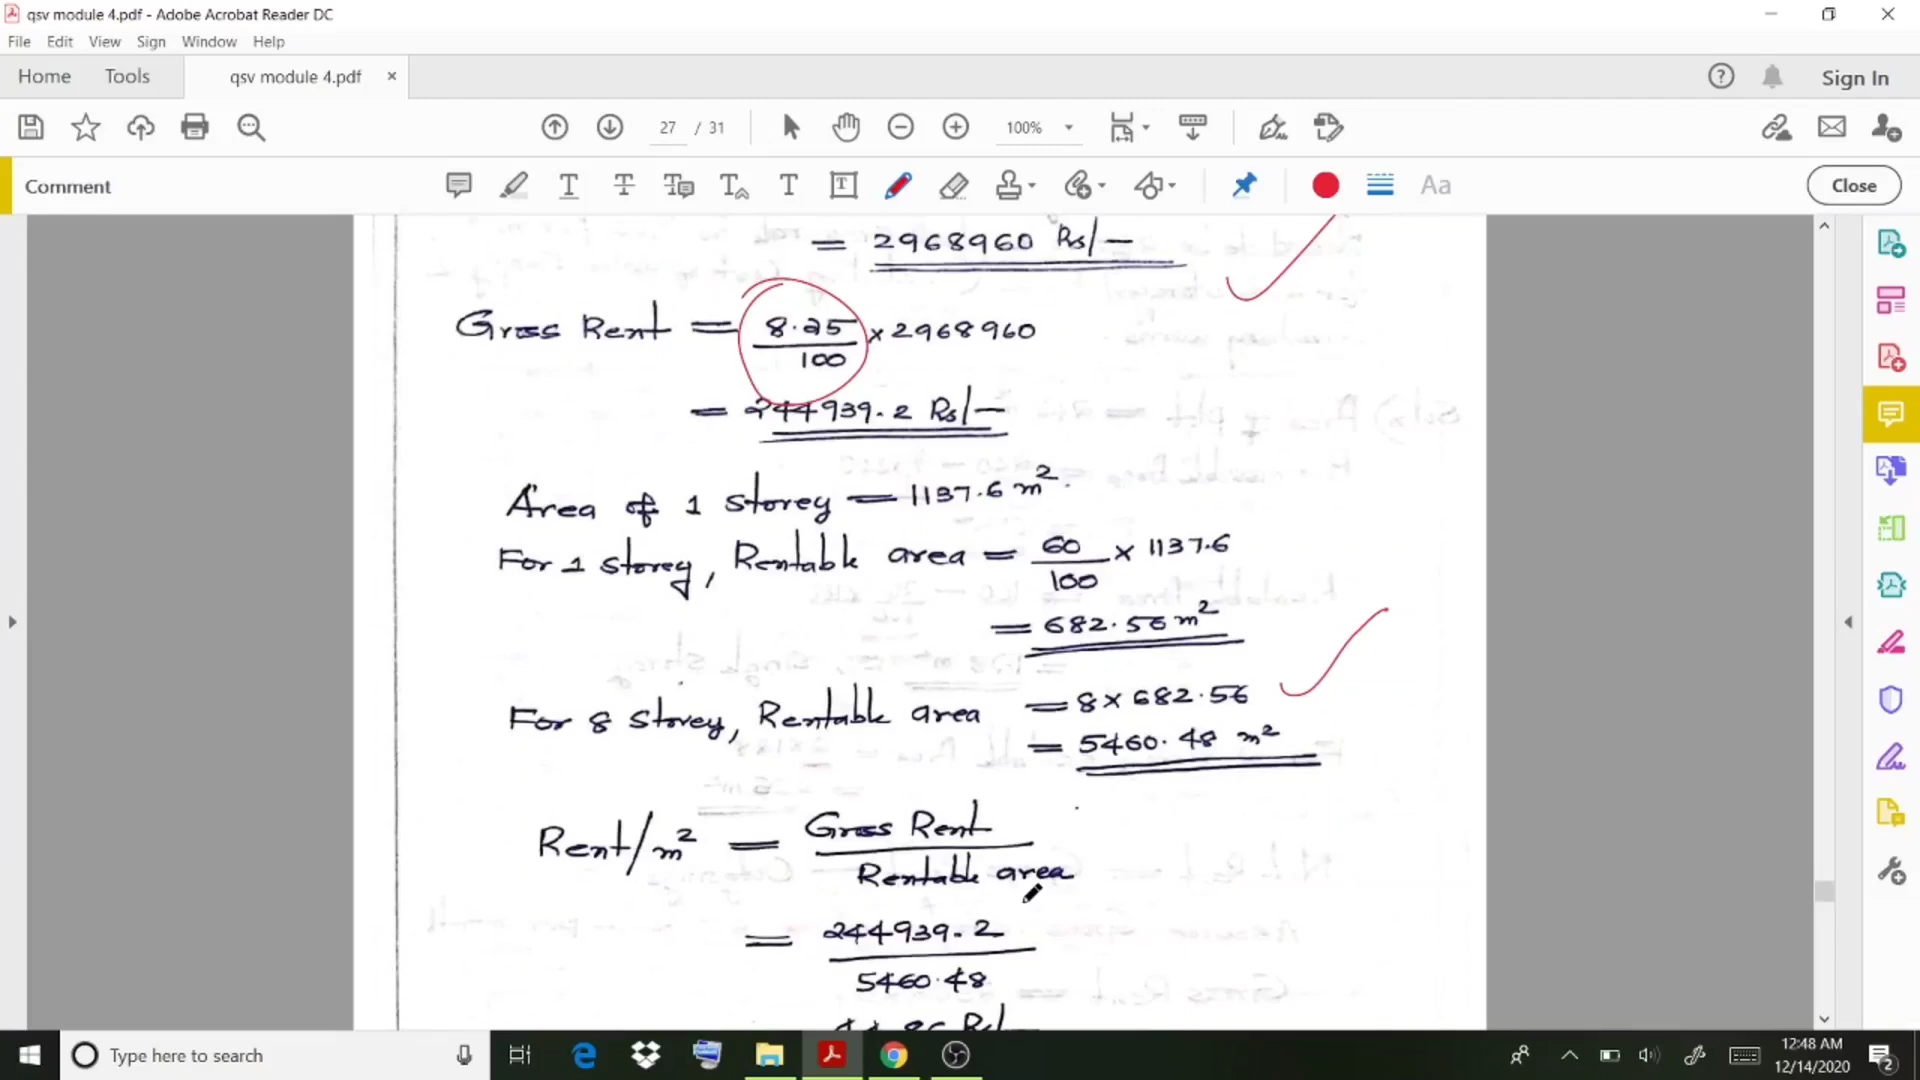 qsv module 4.pdf - Adobe Acrobat Reader DC
File Edit View Sign Window Help
Home Tools qsv module 4.pdf × Sign In
27 / 31 100%
Comment Aa Close
= 2968960 Rs/—
Gross Rent = 8.25/100 × 2968960
= 244939.2 Rs/—
Area of 1 storey = 1137.6 m².
For 1 storey, Rentable area = 60/100 × 1137.6
= 682.56 m²
For 8 storey, Rentable area = 8 × 682.56
= 5460.48 m²
Rent/m² = Gross Rent / Rentable area
= 244939.2 / 5460.48
Type here to search
12:48 AM
12/14/2020
2